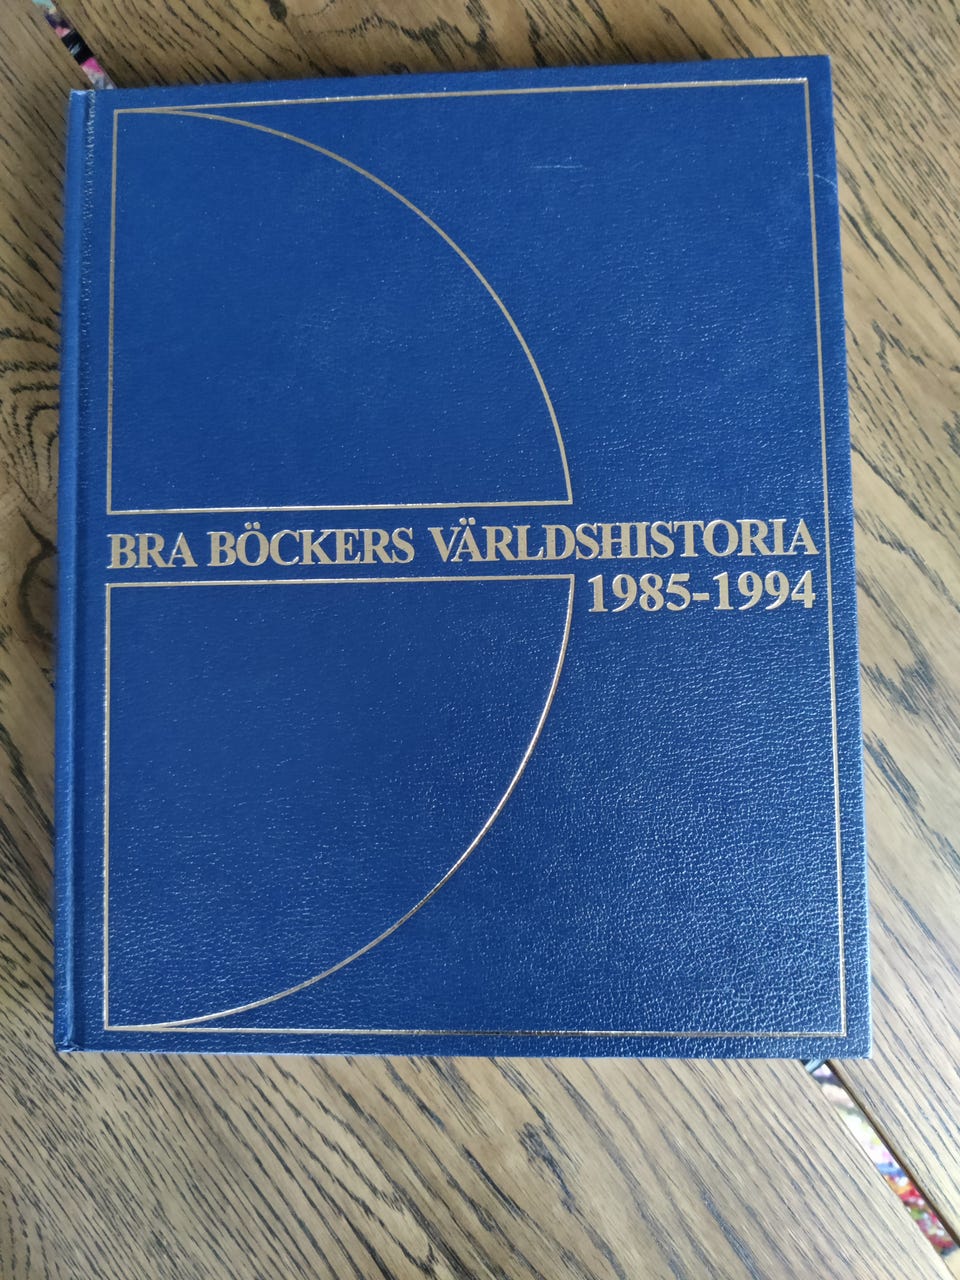 BRA BÖCKERS VÄRLDSHISTORIA
1985-1994